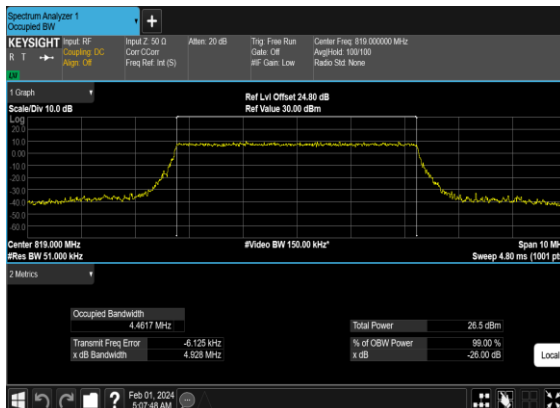 Spectrum Analyzer 1
Occupied BW
KEYSIGHT
R T
LXI
Input: RF
Coupling: DC
Align: Off
Input Z: 50 Ω
Corr CCorr
Freq Ref: Int (S)
Atten: 20 dB
Trig: Free Run
Gate: Off
#IF Gain: Low
Center Freq: 819.000000 MHz
Avg|Hold: 100/100
Radio Std: None
1 Graph
Scale/Div 10.0 dB
Ref Lvl Offset 24.80 dB
Ref Value 30.00 dBm
Log
20.0
10.0
0.00
-10.0
-20.0
-30.0
-40.0
-50.0
-60.0
Center 819.000 MHz
#Res BW 51.000 kHz
#Video BW 150.00 kHz*
Span 10 MH
Sweep 4.80 ms (1001 pts
2 Metrics
Occupied Bandwidth
4.4617 MHz
Transmit Freq Error -6.125 kHz
x dB Bandwidth 4.928 MHz
Total Power 26.5 dBm
% of OBW Power 99.00 %
x dB -26.00 dB
Local
Feb 01, 2024
5:07:48 AM